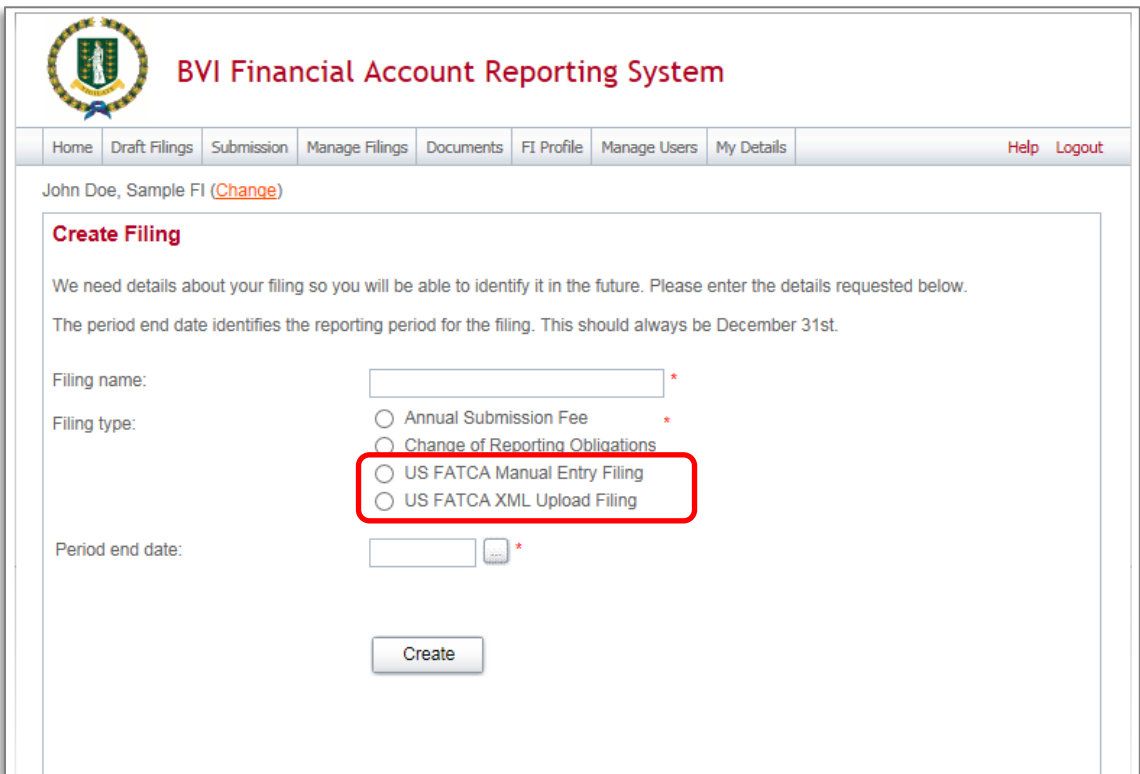 BVI Financial Account Reporting System
Home Draft Filings Submission Manage Filings Documents FI Profile Manage Users My Details Help Logout
John Doe, Sample FI (Change)
Create Filing
We need details about your filing so you will be able to identify it in the future. Please enter the details requested below.
The period end date identifies the reporting period for the filing. This should always be December 31st.
Filing name: *
Filing type: Annual Submission Fee *
Change of Reporting Obligations
US FATCA Manual Entry Filing
US FATCA XML Upload Filing
Period end date: ... *
Create